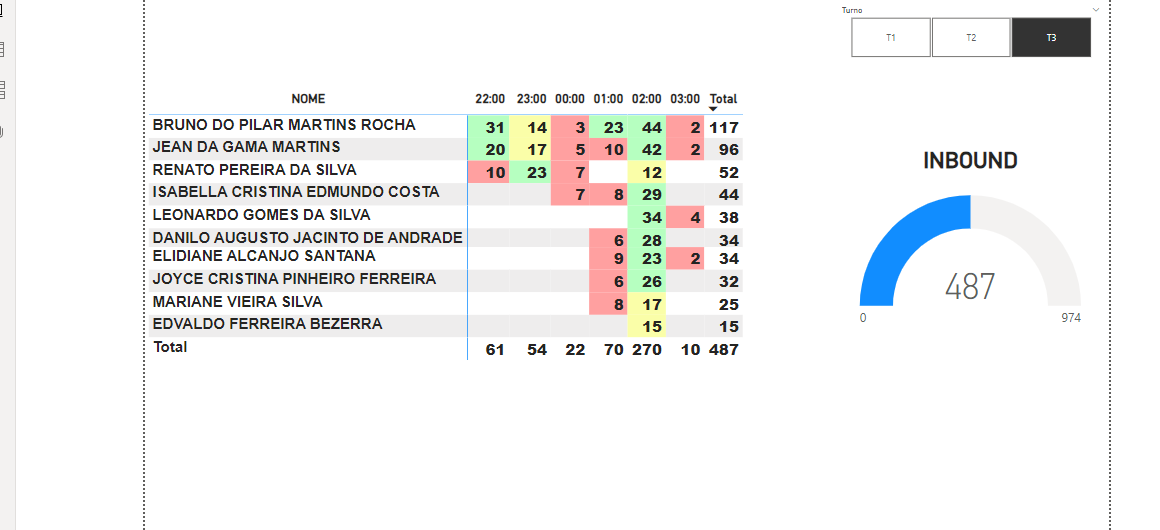 Turno
T1 T2 T3
NOME 22:00 23:00 00:00 01:00 02:00 03:00 Total
BRUNO DO PILAR MARTINS ROCHA 31 14 3 23 44 2 117
JEAN DA GAMA MARTINS 20 17 5 10 42 2 96
RENATO PEREIRA DA SILVA 10 23 7 12 52
ISABELLA CRISTINA EDMUNDO COSTA 7 8 29 44
LEONARDO GOMES DA SILVA 34 4 38
DANILO AUGUSTO JACINTO DE ANDRADE 6 28 34
ELIDIANE ALCANJO SANTANA 9 23 2 34
JOYCE CRISTINA PINHEIRO FERREIRA 6 26 32
MARIANE VIEIRA SILVA 8 17 25
EDVALDO FERREIRA BEZERRA 15 15
Total 61 54 22 70 270 10 487
INBOUND
487
0 974